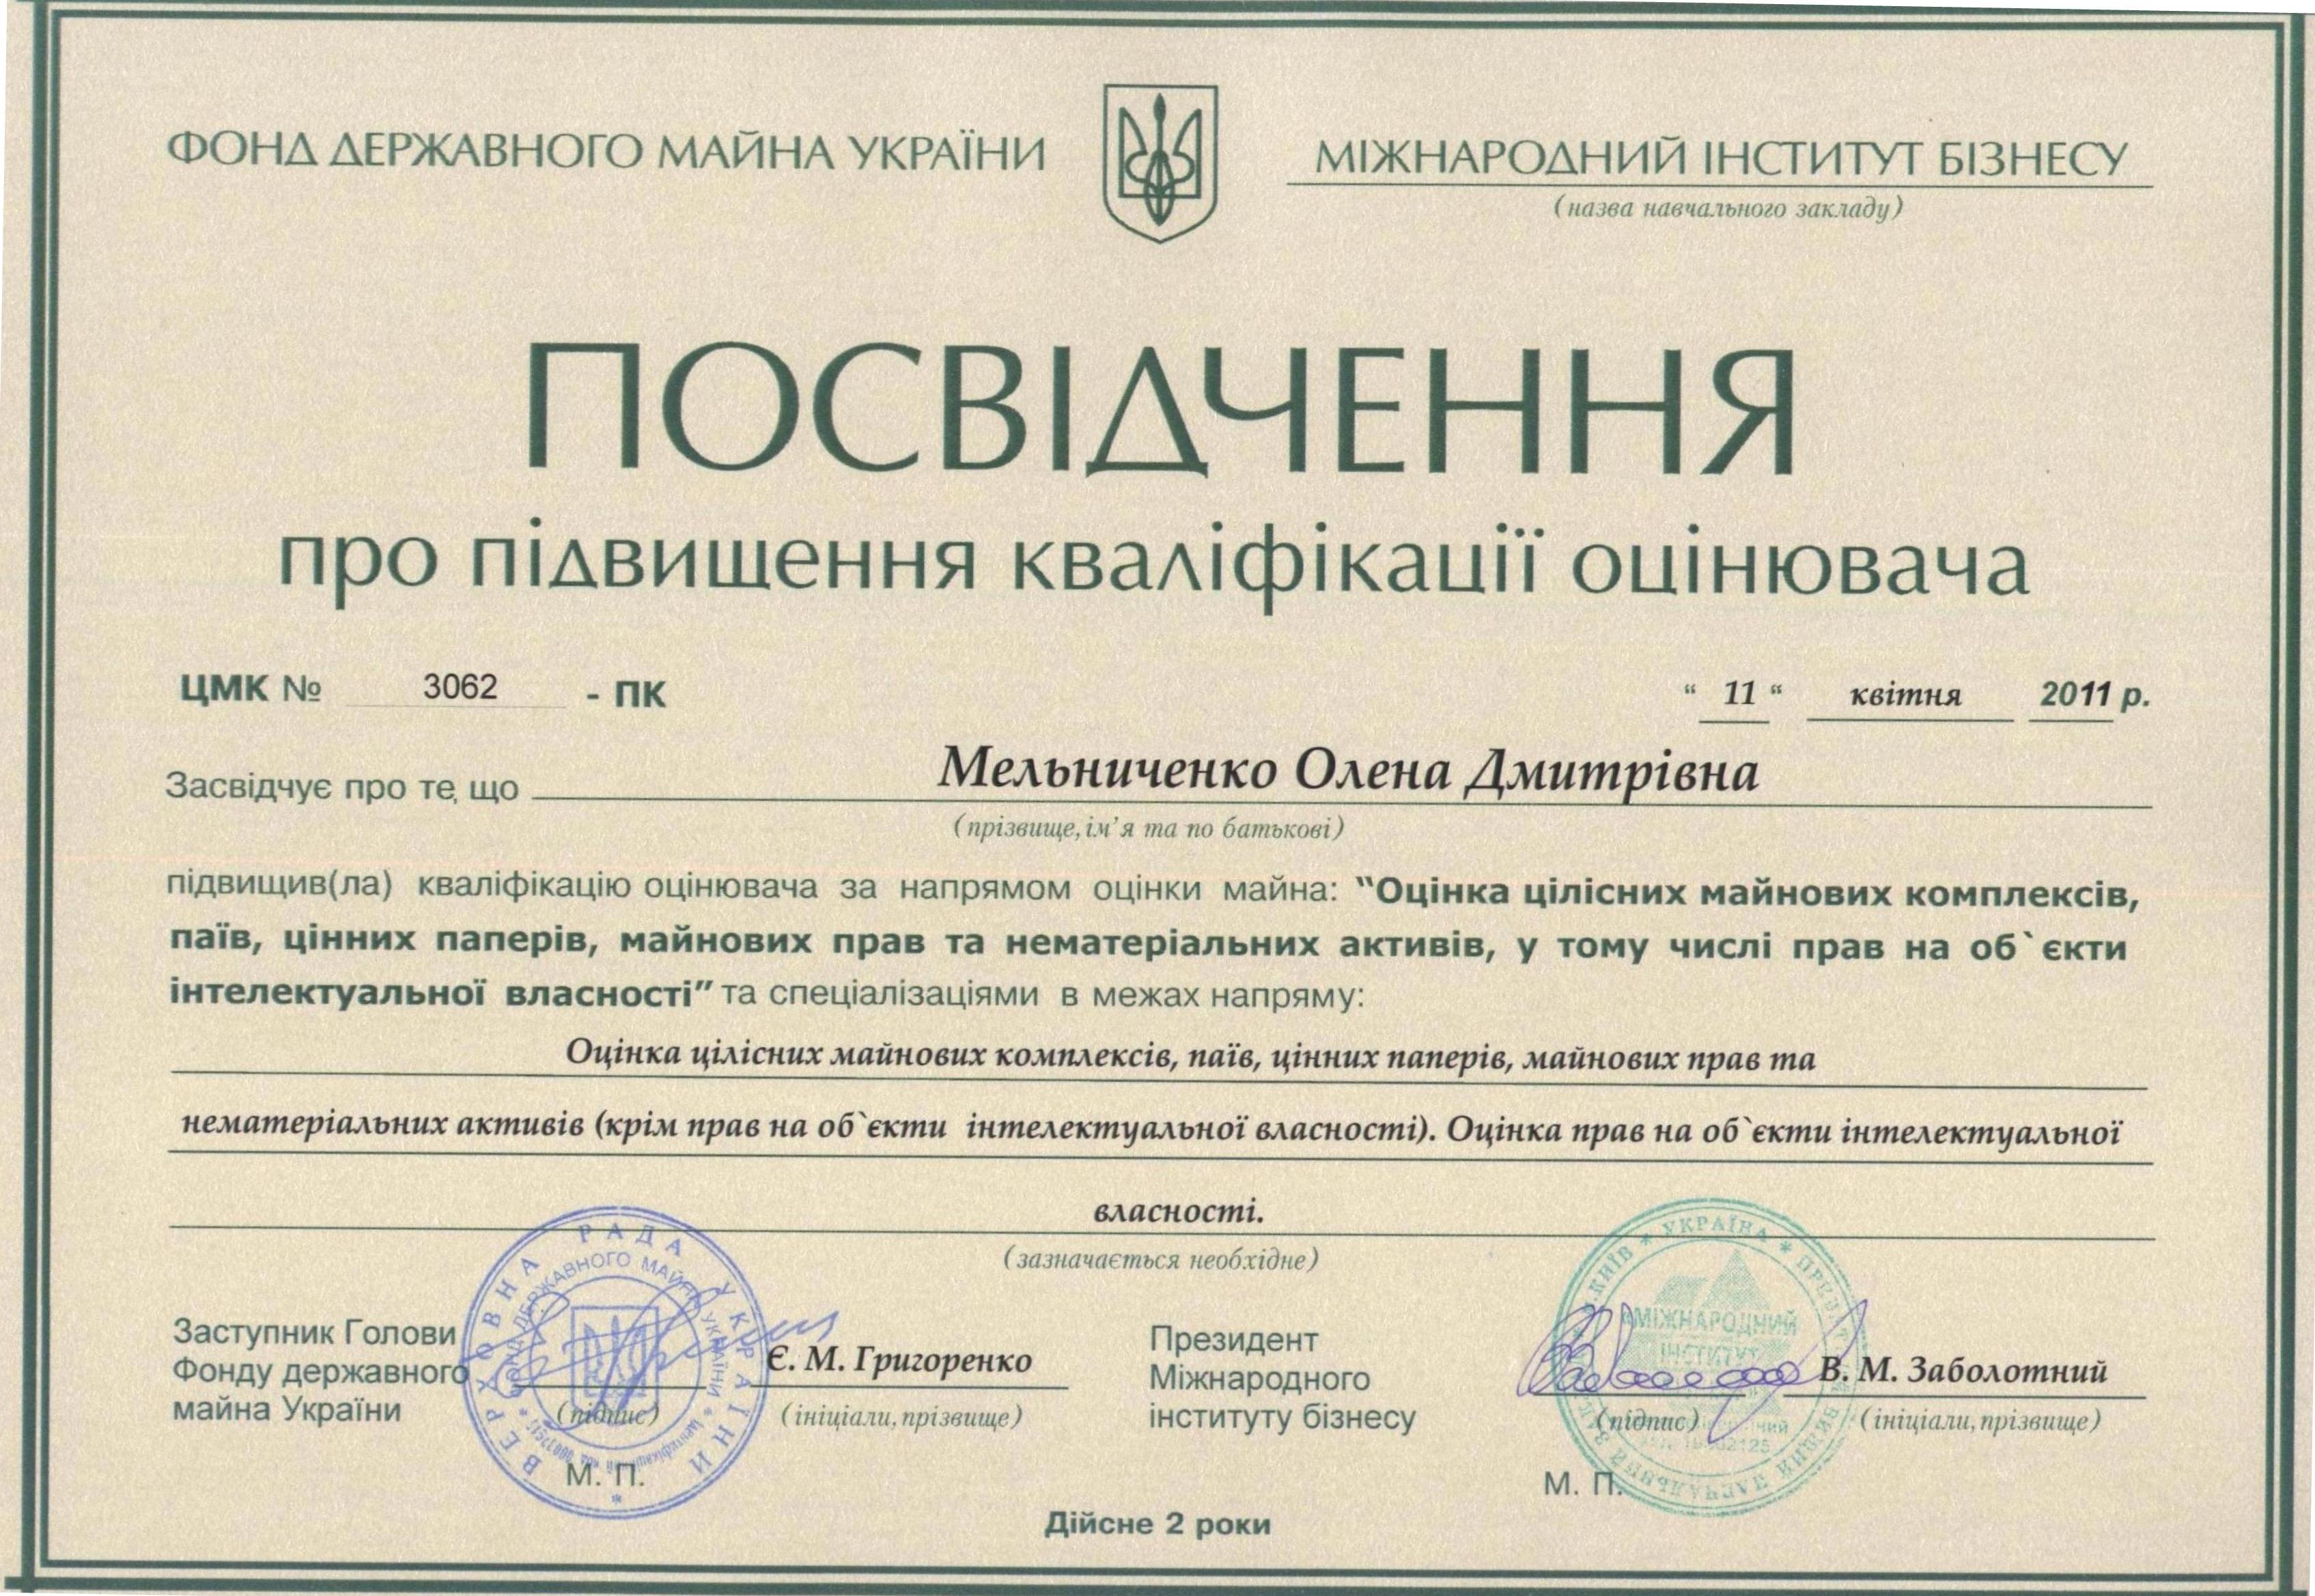 ФОНД ДЕРЖАВНОГО МАЙНА УКРАЇНИ
МІЖНАРОДНИЙ ІНСТИТУТ БІЗНЕСУ
(назва навчального закладу)
ПОСВІДЧЕННЯ
про підвищення кваліфікації оцінювача
ЦМК № 3062 - ПК
“ 11 “ квітня 2011 р.
Засвідчує про те, що Мельниченко Олена Дмитрівна
(прізвище, ім’я та по батькові)
підвищив(ла) кваліфікацію оцінювача за напрямом оцінки майна: “Оцінка цілісних майнових комплексів,
паїв, цінних паперів, майнових прав та нематеріальних активів, у тому числі прав на об`єкти
інтелектуальної власності” та спеціалізаціями в межах напряму:
Оцінка цілісних майнових комплексів, паїв, цінних паперів, майнових прав та
нематеріальних активів (крім прав на об`єкти інтелектуальної власності). Оцінка прав на об`єкти інтелектуальної
власності.
(зазначається необхідне)
ВЕРХОВНА РАДА УКРАЇНИ
ФОНД ДЕРЖАВНОГО МАЙНА УКРАЇНИ
Заступник Голови
Фонду державного
майна України
(підпис)
Є. М. Григоренко
(ініціали, прізвище)
М. П.
Президент
Міжнародного
інституту бізнесу
КИЇВ * УКРАЇНА *
МІЖНАРОДНИЙ
ІНСТИТУТ
(підпис)
В. М. Заболотний
(ініціали, прізвище)
М. П.
Дійсне 2 роки